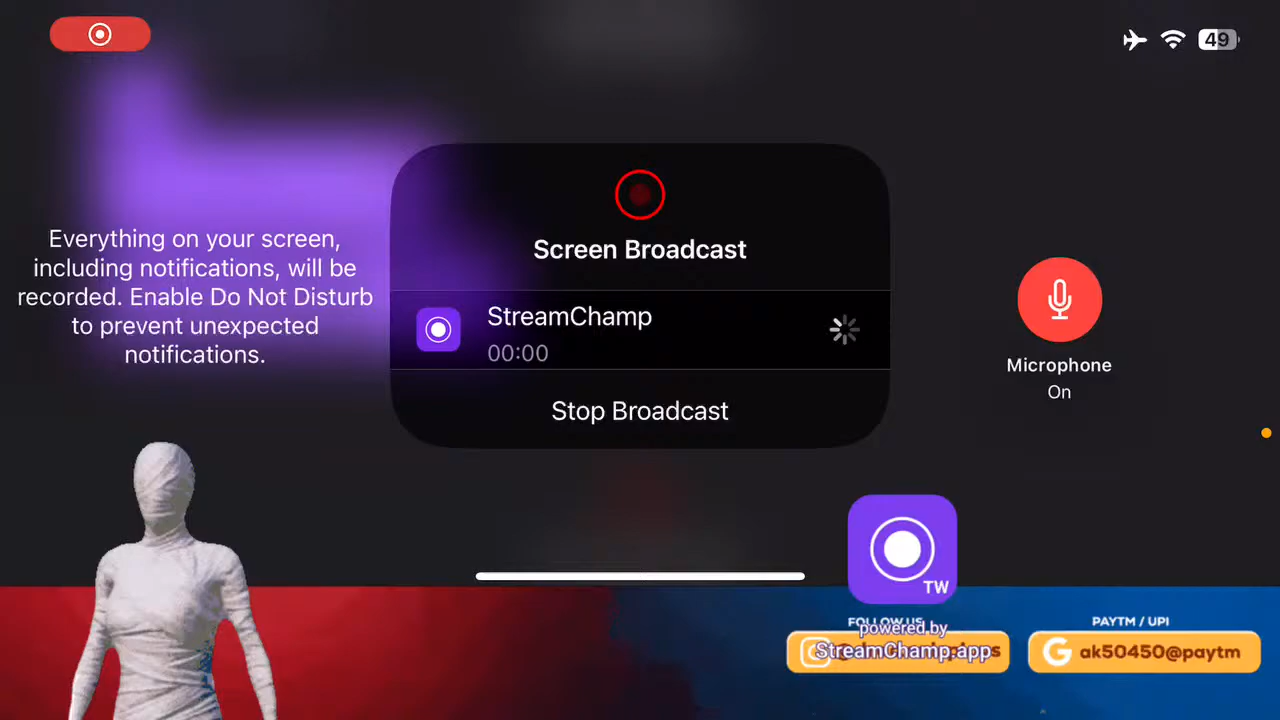 49
Screen Broadcast
Everything on your screen,
including notifications, will be
recorded. Enable Do Not Disturb
to prevent unexpected
notifications.
StreamChamp
00:00
Stop Broadcast
Microphone
On
TW
FOLLOW US
powered by
StreamChamp.app
PAYTM / UPI
ak50450@paytm